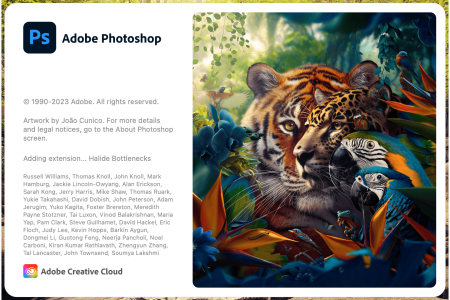 Ps Adobe Photoshop
© 1990-2023 Adobe. All rights reserved.
Artwork by João Cunico. For more details
and legal notices, go to the About Photoshop
screen.
Adding extension... Halide Bottlenecks
Russell Williams, Thomas Knoll, John Knoll, Mark
Hamburg, Jackie Lincoln-Owyang, Alan Erickson,
Sarah Kong, Jerry Harris, Mike Shaw, Thomas Ruark,
Yukie Takahashi, David Dobish, John Peterson, Adam
Jerugim, Yuko Kagita, Foster Brereton, Meredith
Payne Stotzner, Tai Luxon, Vinod Balakrishnan, Maria
Yap, Pam Clark, Steve Guilhamet, David Hackel, Eric
Floch, Judy Lee, Kevin Hopps, Barkin Aygun,
Dongmei Li, Guotong Feng, Neerja Pancholi, Noel
Carboni, Kiran Kumar Rathlavath, Zhengyun Zhang,
Tal Lancaster, John Townsend, Soumya Lakshmi
Adobe Creative Cloud